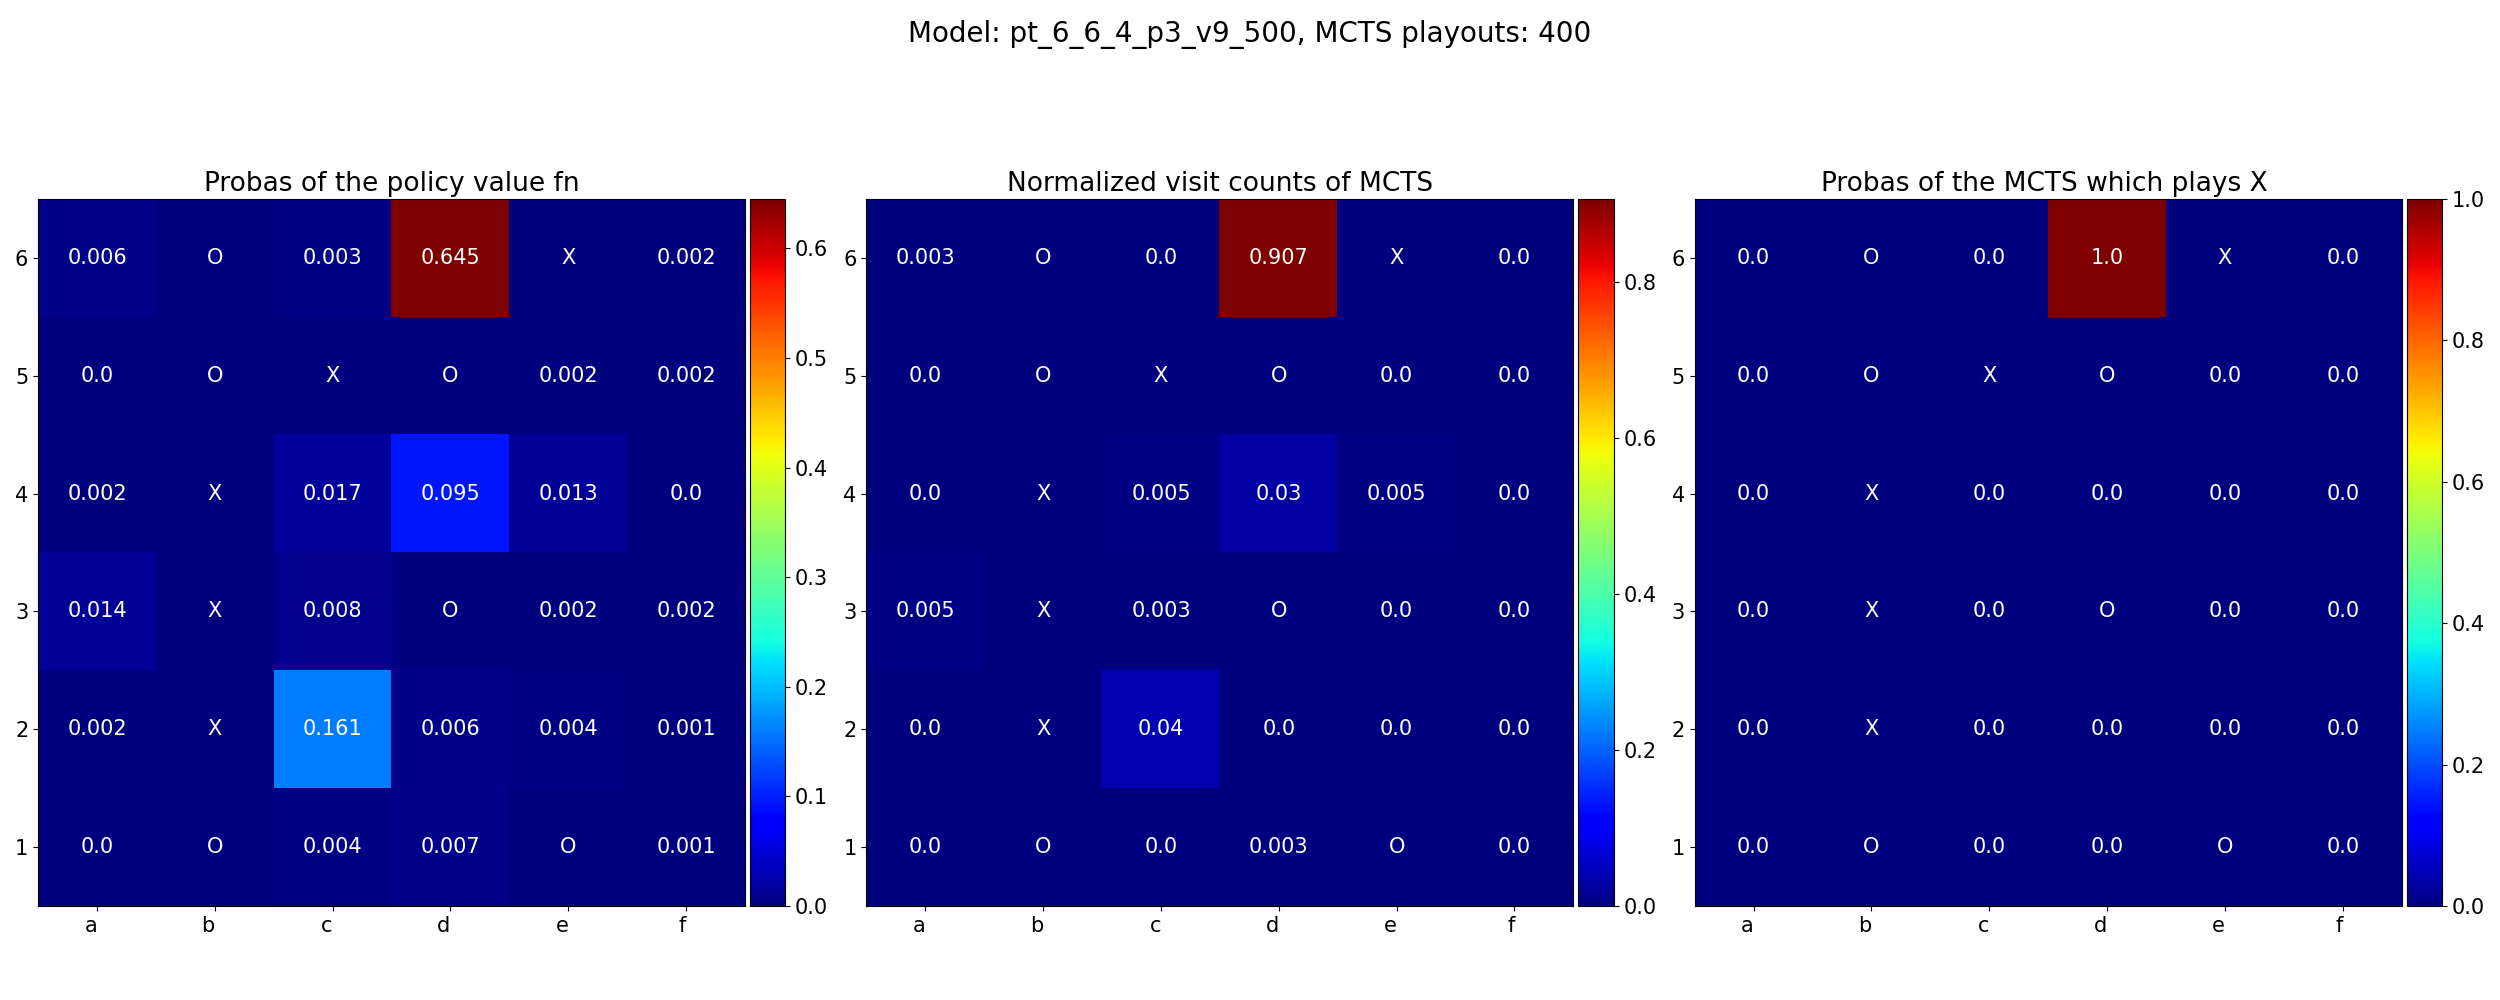 Model: pt_6_6_4_p3_v9_500, MCTS playouts: 400
Probas of the policy value fn
6 0.006 O 0.003 0.645 X 0.002
5 0.0 O X O 0.002 0.002
4 0.002 X 0.017 0.095 0.013 0.0
3 0.014 X 0.008 O 0.002 0.002
2 0.002 X 0.161 0.006 0.004 0.001
1 0.0 O 0.004 0.007 O 0.001
a b c d e f
0.6
0.5
0.4
0.3
0.2
0.1
0.0
Normalized visit counts of MCTS
6 0.003 O 0.0 0.907 X 0.0
5 0.0 O X O 0.0 0.0
4 0.0 X 0.005 0.03 0.005 0.0
3 0.005 X 0.003 O 0.0 0.0
2 0.0 X 0.04 0.0 0.0 0.0
1 0.0 O 0.0 0.003 O 0.0
a b c d e f
0.8
0.6
0.4
0.2
0.0
Probas of the MCTS which plays X
6 0.0 O 0.0 1.0 X 0.0
5 0.0 O X O 0.0 0.0
4 0.0 X 0.0 0.0 0.0 0.0
3 0.0 X 0.0 O 0.0 0.0
2 0.0 X 0.0 0.0 0.0 0.0
1 0.0 O 0.0 0.0 O 0.0
a b c d e f
1.0
0.8
0.6
0.4
0.2
0.0